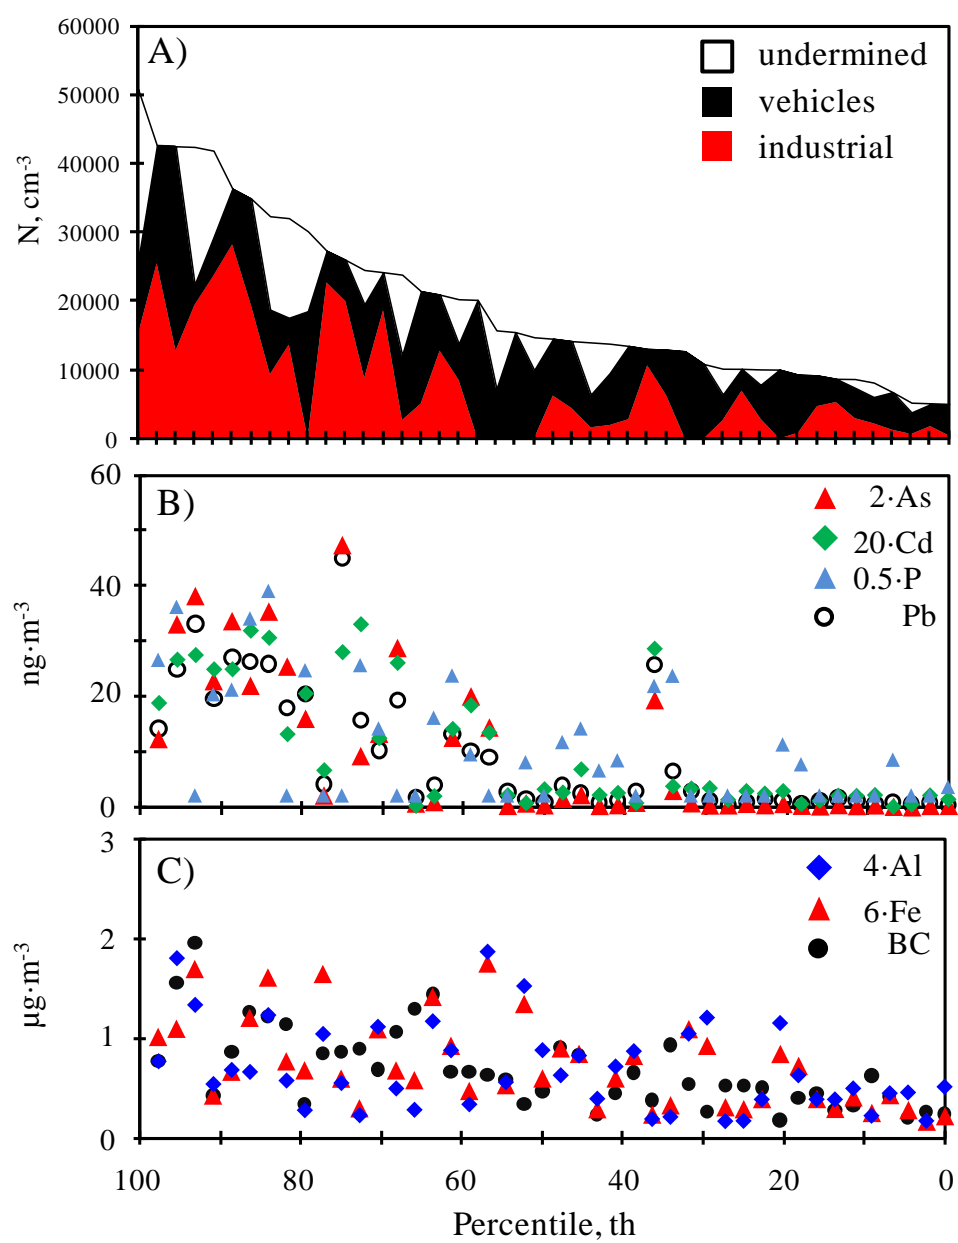 60000
A)
undermined
50000
vehicles
industrial
40000
N, cm-3
30000
20000
10000
0
60
B)
2·As
20·Cd
0.5·P
Pb
40
ng·m-3
20
0
3
C)
4·Al
6·Fe
BC
2
µg·m-3
1
0
100 80 60 40 20 0
Percentile, th